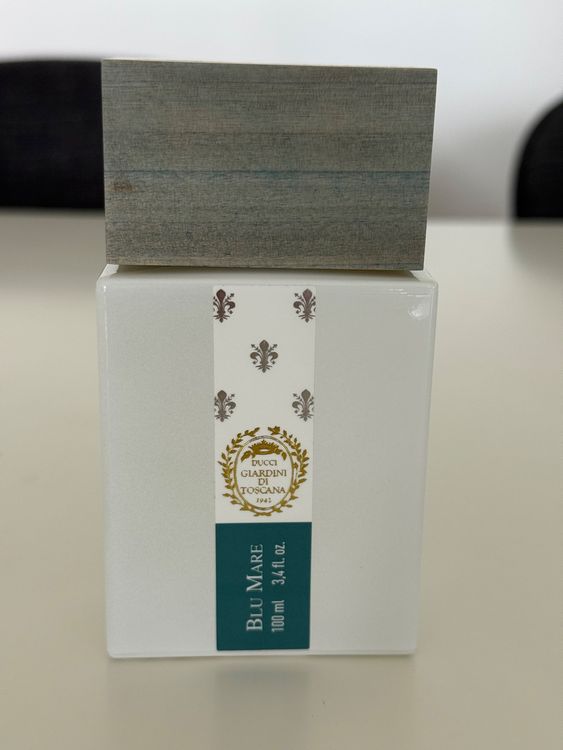 DUCCI
GIARDINI
DI
TOSCANA
1942
BLU MARE
100 ml 3,4 fl. oz.